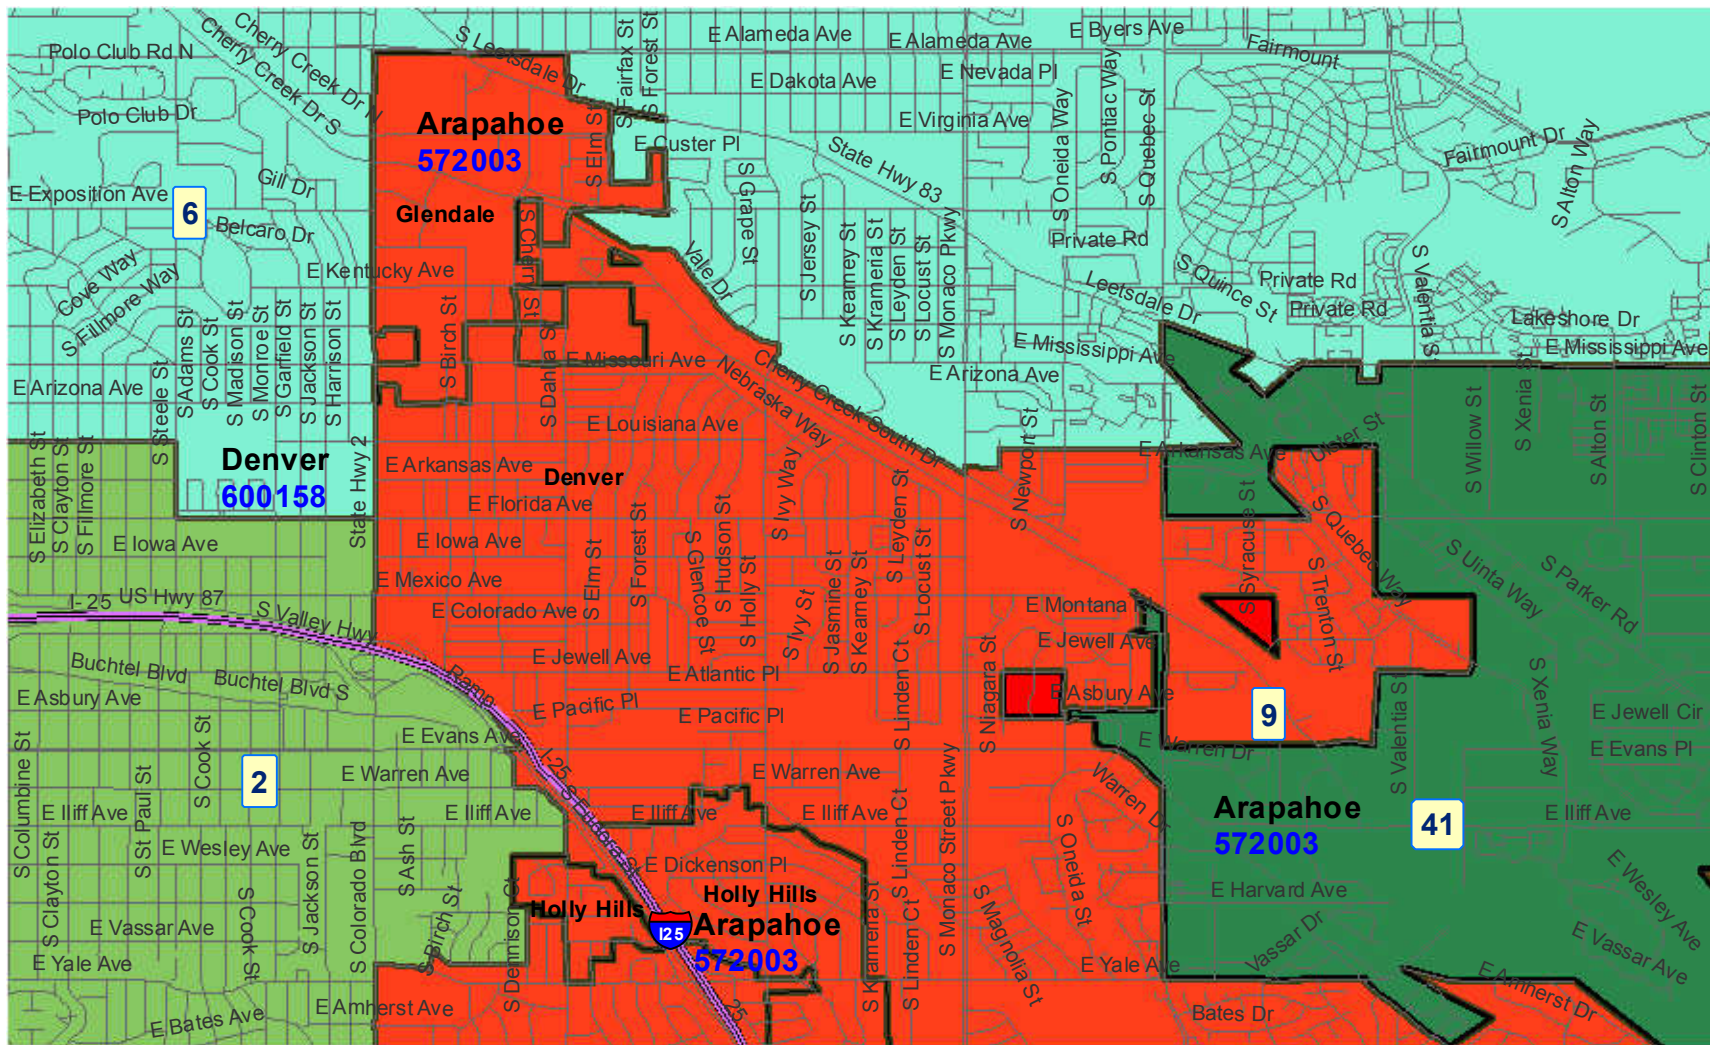 Polo Club Rd N
Cherry Creek Dr N
Cherry Creek Dr S
S Leetsdale Dr
S Fairfax St
S Forest St
E Alameda Ave
E Alameda Ave
E Byers Ave
Fairmount
E Dakota Ave
E Nevada Pl
S Oneida Way
S Pontiac Way
S Quebec St
Polo Club Dr
Arapahoe
572003
S Elm St
E Custer Pl
E Virginia Ave
State Hwy 83
Fairmount Dr
S Alton Way
E Exposition Ave
6
Gill Dr
Belcaro Dr
Glendale
S Cherry St
S Grape St
Vale Dr
S Jersey St
S Kearney St
S Krameria St
S Leyden St
S Locust St
S Monaco Pkwy
Private Rd
Cove Way
S Fillmore Way
E Kentucky Ave
Leetsdale Dr
S Quince St
Private Rd
Private Rd
S Valentia St
Lakeshore Dr
E Mississippi Ave
E Mississippi Ave
E Arizona Ave
S Steele St
S Adams St
S Cook St
S Madison St
S Monroe St
S Garfield St
S Jackson St
S Harrison St
S Birch St
S Dahlia St
E Missouri Ave
Nebraska Way
Cherry Creek South Dr
E Arizona Ave
E Louisiana Ave
S Elizabeth St
S Clayton St
S Fillmore St
Denver
600158
State Hwy 2
E Arkansas Ave
Denver
E Florida Ave
S Ivy Way
S Newport St
E Arkansas Ave
Ulster St
S Willow St
S Xenia St
S Alton St
S Clinton St
E Iowa Ave
E Iowa Ave
S Elm St
S Forest St
S Glencoe St
S Hudson St
S Holly St
S Ivy St
S Jasmine St
S Kearney St
S Leyden St
S Locust St
S Syracuse St
S Quebec Way
S Trenton St
S Uinta Way
S Parker Rd
I-25
US Hwy 87
S Valley Hwy
E Mexico Ave
E Colorado Ave
E Montana
E Jewell Ave
E Jewell Ave
E Atlantic Pl
Buchtel Blvd
Buchtel Blvd S
Ramp
E Asbury Ave
E Pacific Pl
E Pacific Pl
S Linden Ct
S Niagara St
E Asbury Ave
9
S Valentia St
S Xenia Way
E Jewell Cir
E Evans Pl
E Evans Ave
E Warren Dr
S Columbine St
S St Paul St
S Cook St
2
E Warren Ave
I-25
E Warren Ave
S Monaco Street Pkwy
Warren Dr
Arapahoe
572003
41
E Iliff Ave
E Iliff Ave
E Iliff Ave
S Eudora St
E Iliff Ave
E Iliff Ave
S Clayton St
E Wesley Ave
S Cook St
S Jackson St
S Colorado Blvd
S Ash St
S Birch St
S Dennison Ct
E Dickenson Pl
Holly Hills
Holly Hills
Arapahoe
572003
I25
S Krameria St
S Linden Ct
S Linden Ct
S Magnolia St
S Oneida St
E Harvard Ave
E Wesley Ave
E Vassar Ave
Vassar Dr
E Vassar Ave
E Yale Ave
E Yale Ave
E Amherst Dr
E Bates Ave
E Amherst Ave
25
Bates Dr